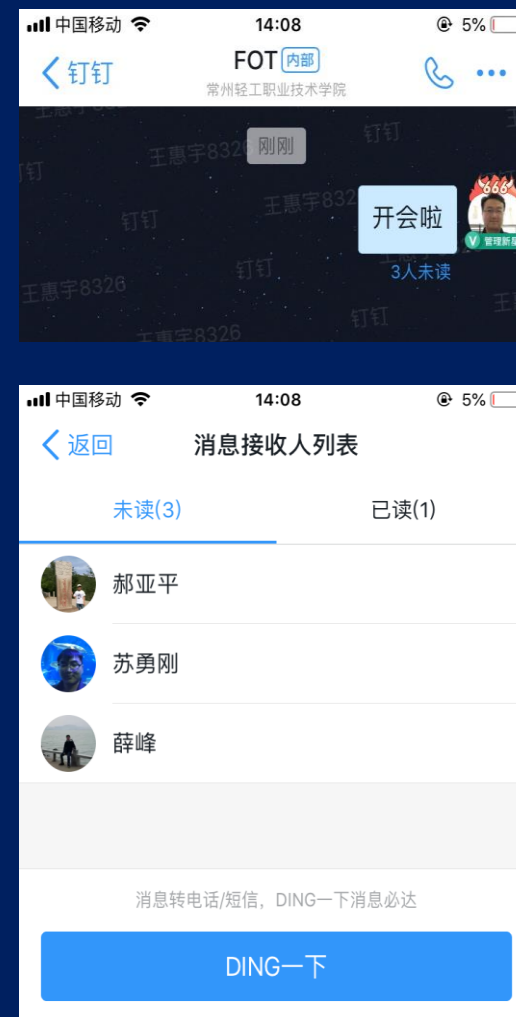 中国移动 14:08 5%
钉钉 FOT 内部
常州轻工职业技术学院
刚刚
钉钉
王惠宇8326
钉钉
王惠宇832
钉钉
666
开会啦
V 管理新星
3人未读
钉钉
王惠宇8326
钉钉
王惠宇8326
中国移动 14:08 5%
返回 消息接收人列表
未读(3) 已读(1)
郝亚平
苏勇刚
薛峰
消息转电话/短信，DING一下消息必达
DING一下